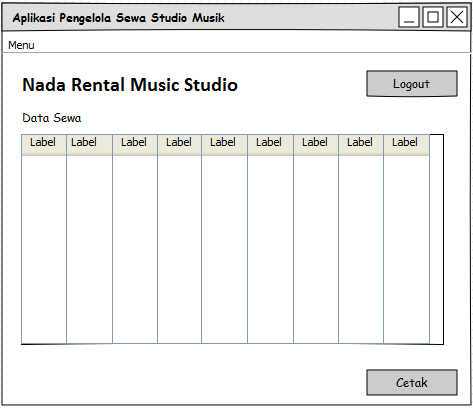 Aplikasi Pengelola Sewa Studio Musik
Menu
Nada Rental Music Studio
Logout
Data Sewa
Label Label Label Label Label Label Label Label Label
Cetak